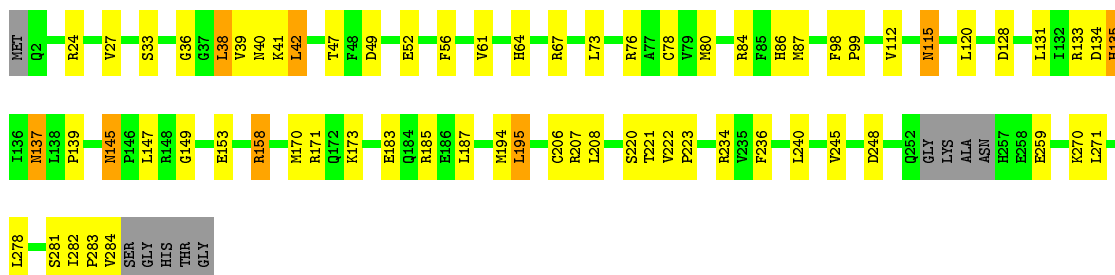 MET Q2 R24 V27 S33 G36 G37 L38 V39 N40 K41 L42 T47 F48 D49 E52 F56 V61 H64 R67 L73 R76 A77 C78 V79 M80 R84 F85 H86 M87 F98 P99 V112 N115 L120 D128 L131 I132 R133 D134 H135
I136 N137 L138 P139 N145 P146 L147 R148 G149 E153 R158 M170 R171 Q172 K173 E183 Q184 R185 E186 L187 M194 L195 C206 R207 L208 S220 T221 V222 P223 R234 V235 F236 L240 V245 D248 Q252 GLY LYS ALA ASN H257 E258 E259 K270 L271
L278 S281 I282 P283 V284 SER GLY HIS THR GLY